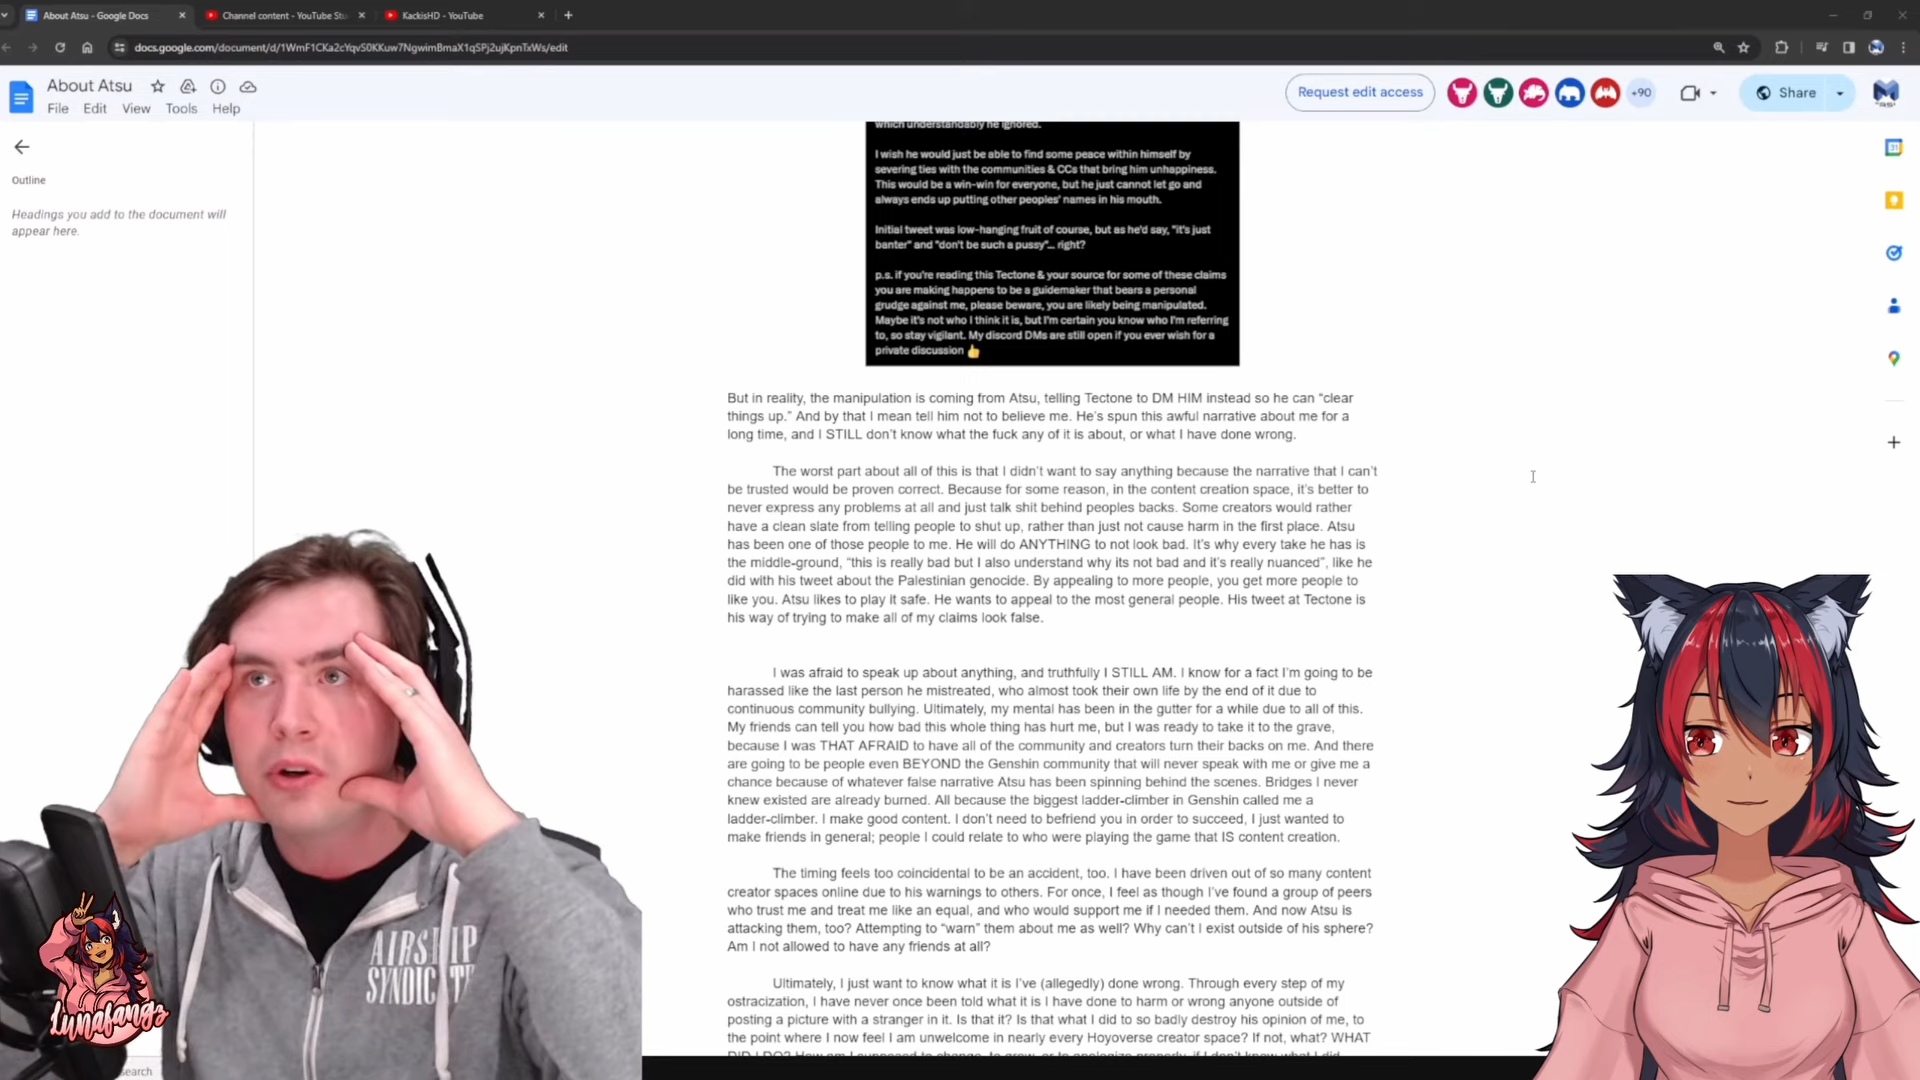 About Atsu - Google Docs
Channel content - YouTube Stu
KackisHD - YouTube
docs.google.com/document/d/1WmF1CKa2cYqvS0KKuw7NgwimBmaX1qSPj2ujKpnTxWs/edit
About Atsu
File Edit View Tools Help
Request edit access
+90
Share
Outline
Headings you add to the document will
appear here.
which understandably he ignored.
I wish he would just be able to find some peace within himself by
severing ties with the communities & CCs that bring him unhappiness.
This would be a win-win for everyone, but he just cannot let go and
always ends up putting other peoples' names in his mouth.
Initial tweet was low-hanging fruit of course, but as he'd say, "it's just
banter" and "don't be such a pussy"... right?
p.s. if you're reading this Tectone & your source for some of these claims
you are making happens to be a guidemaker that bears a personal
grudge against me, please beware, you are likely being manipulated.
Maybe it's not who I think it is, but I'm certain you know who I'm referring
to, so stay vigilant. My discord DMs are still open if you ever wish for a
private discussion 👍
But in reality, the manipulation is coming from Atsu, telling Tectone to DM HIM instead so he can “clear
things up.” And by that I mean tell him not to believe me. He’s spun this awful narrative about me for a
long time, and I STILL don’t know what the fuck any of it is about, or what I have done wrong.
The worst part about all of this is that I didn’t want to say anything because the narrative that I can’t
be trusted would be proven correct. Because for some reason, in the content creation space, it’s better to
never express any problems at all and just talk shit behind peoples backs. Some creators would rather
have a clean slate from telling people to shut up, rather than just not cause harm in the first place. Atsu
has been one of those people to me. He will do ANYTHING to not look bad. It’s why every take he has is
the middle-ground, “this is really bad but I also understand why its not bad and it’s really nuanced”, like he
did with his tweet about the Palestinian genocide. By appealing to more people, you get more people to
like you. Atsu likes to play it safe. He wants to appeal to the most general people. His tweet at Tectone is
his way of trying to make all of my claims look false.
I was afraid to speak up about anything, and truthfully I STILL AM. I know for a fact I’m going to be
harassed like the last person he mistreated, who almost took their own life by the end of it due to
continuous community bullying. Ultimately, my mental has been in the gutter for a while due to all of this.
My friends can tell you how bad this whole thing has hurt me, but I was ready to take it to the grave,
because I was THAT AFRAID to have all of the community and creators turn their backs on me. And there
are going to be people even BEYOND the Genshin community that will never speak with me or give me a
chance because of whatever false narrative Atsu has been spinning behind the scenes. Bridges I never
knew existed are already burned. All because the biggest ladder-climber in Genshin called me a
ladder-climber. I make good content. I don’t need to befriend you in order to succeed, I just wanted to
make friends in general; people I could relate to who were playing the game that IS content creation.
The timing feels too coincidental to be an accident, too. I have been driven out of so many content
creator spaces online due to his warnings to others. For once, I feel as though I’ve found a group of peers
who trust me and treat me like an equal, and who would support me if I needed them. And now Atsu is
attacking them, too? Attempting to “warn” them about me as well? Why can’t I exist outside of his sphere?
Am I not allowed to have any friends at all?
Ultimately, I just want to know what it is I’ve (allegedly) done wrong. Through every step of my
ostracization, I have never once been told what it is I have done to harm or wrong anyone outside of
posting a picture with a stranger in it. Is that it? Is that what I did to so badly destroy his opinion of me, to
the point where I now feel I am unwelcome in nearly every Hoyoverse creator space? If not, what? WHAT
DID I DO? How am I supposed to change, to grow, or to apologize properly, if I don’t know what I did
AIRSHIP
SYNDICATE
Lunafangz
search